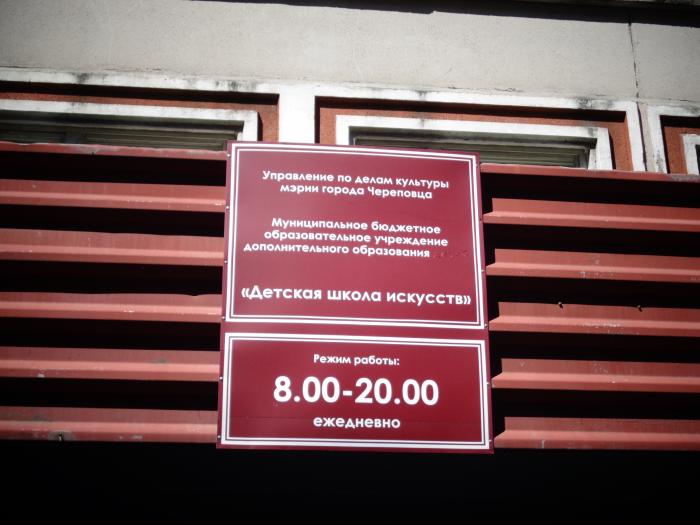 Управление по делам культуры
мэрии города Череповца
Муниципальное бюджетное
образовательное учреждение
дополнительного образования
«Детская школа искусств»
Режим работы:
8.00-20.00
ежедневно